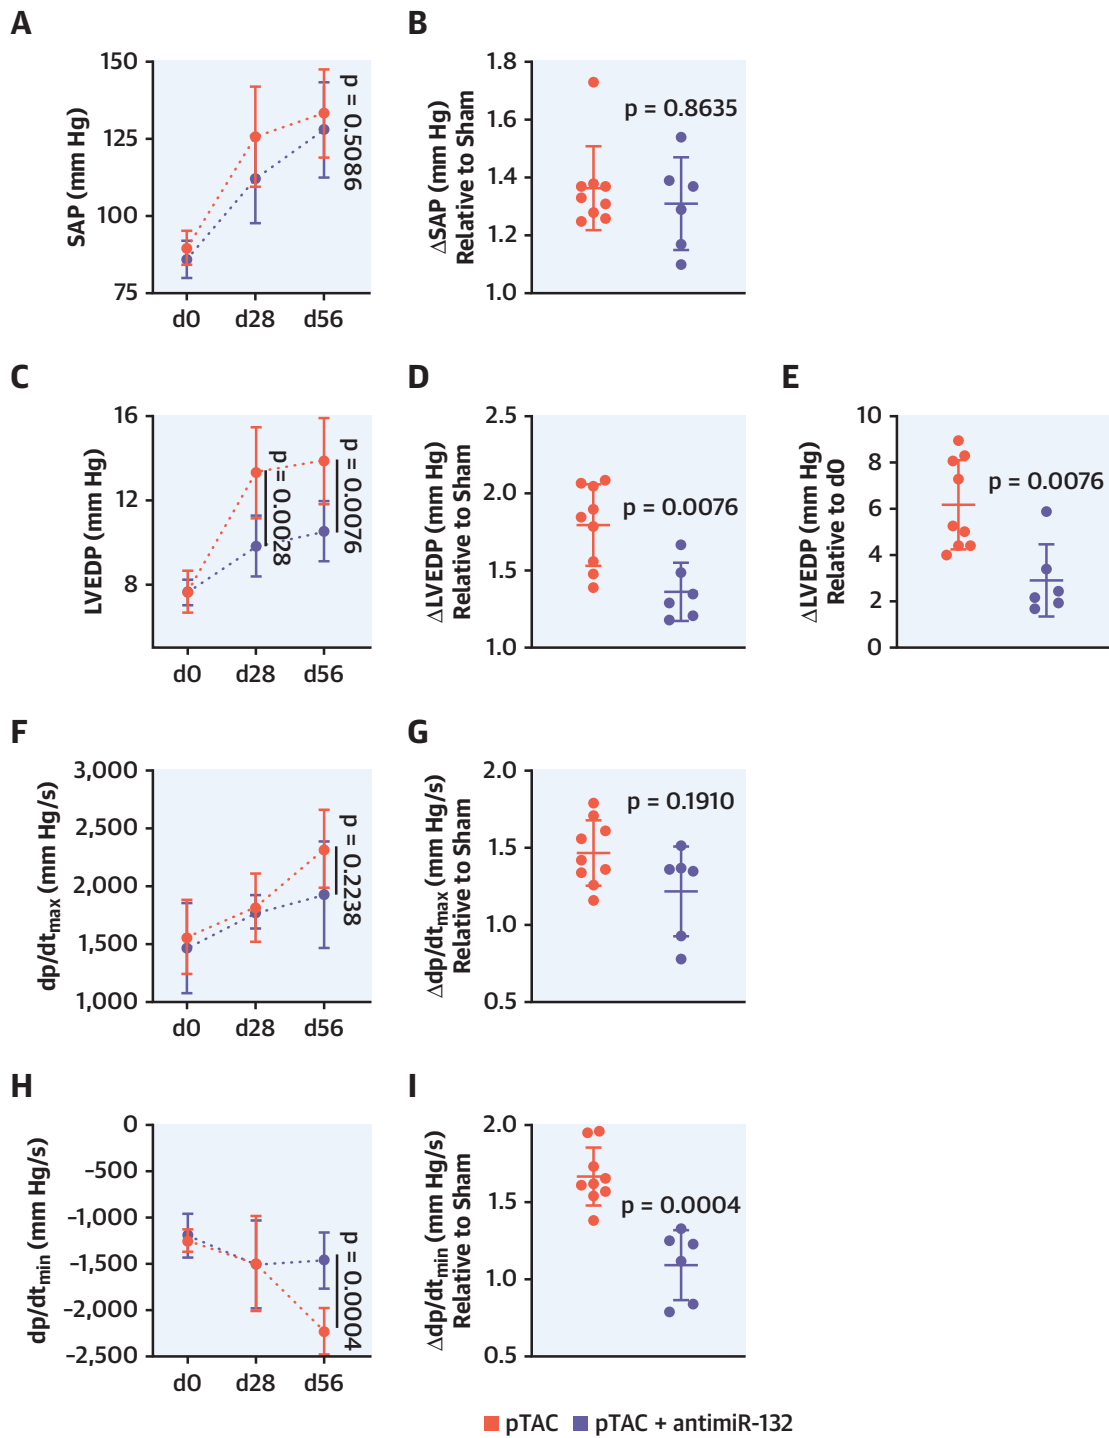 A
SAP (mm Hg)
150
125
100
75
d0 d28 d56
p = 0.5086
B
ΔSAP (mm Hg)
Relative to Sham
1.8
1.6
1.4
1.2
1.0
p = 0.8635
C
LVEDP (mm Hg)
16
12
8
d0 d28 d56
p = 0.0028
p = 0.0076
D
ΔLVEDP (mm Hg)
Relative to Sham
2.5
2.0
1.5
1.0
p = 0.0076
E
ΔLVEDP (mm Hg)
Relative to d0
10
8
6
4
2
0
p = 0.0076
F
dp/dtmax (mm Hg/s)
3,000
2,500
2,000
1,500
1,000
d0 d28 d56
p = 0.2238
G
Δdp/dtmax (mm Hg/s)
Relative to Sham
2.0
1.5
1.0
0.5
p = 0.1910
H
dp/dtmin (mm Hg/s)
0
-500
-1,000
-1,500
-2,000
-2,500
d0 d28 d56
p = 0.0004
I
Δdp/dtmin (mm Hg/s)
Relative to Sham
2.0
1.5
1.0
0.5
p = 0.0004
pTAC pTAC + antimiR-132